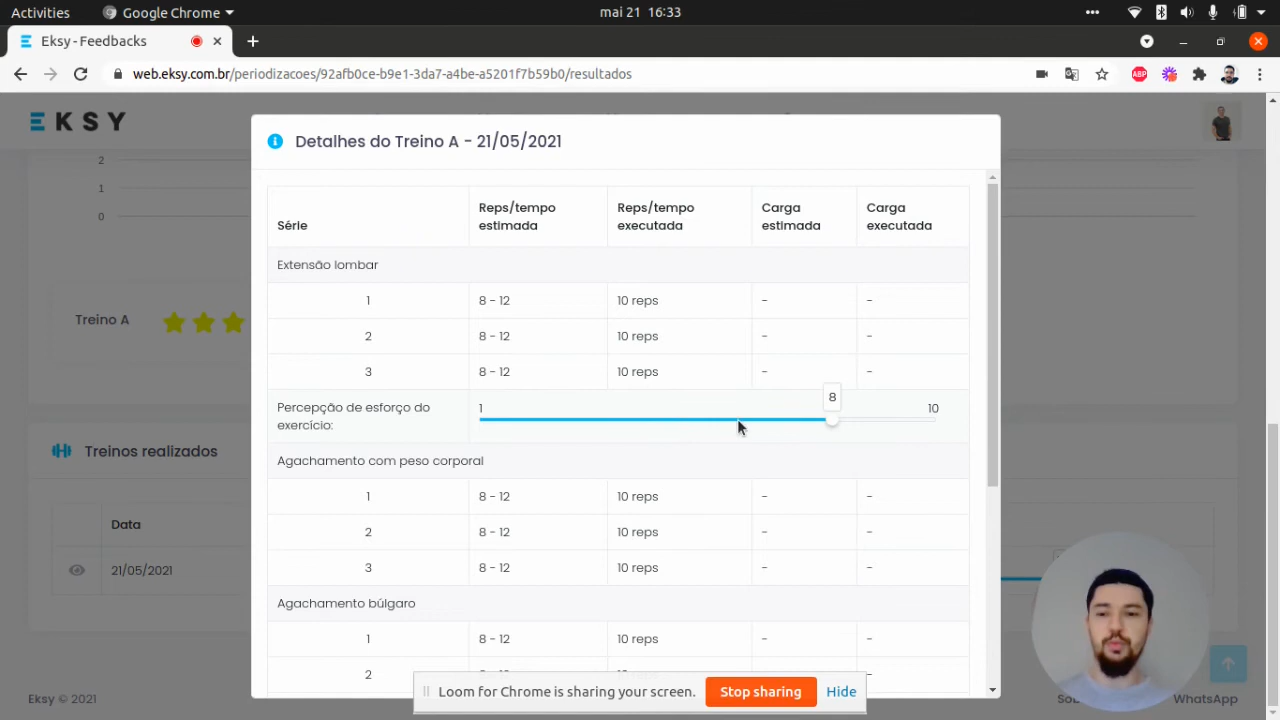 Activities
Google Chrome
mai 21 16:33
Eksy - Feedbacks
web.eksy.com.br/periodizacoes/92afb0ce-b9e1-3da7-a4be-a5201f7b59b0/resultados
ABP
EKSY
Detalhes do Treino A - 21/05/2021
2
1
0
Série
Reps/tempo estimada
Reps/tempo executada
Carga estimada
Carga executada
Extensão lombar
1 8 - 12 10 reps - -
2 8 - 12 10 reps - -
3 8 - 12 10 reps - -
Treino A
Percepção de esforço do exercício:
1 8 10
Treinos realizados
Agachamento com peso corporal
1 8 - 12 10 reps - -
2 8 - 12 10 reps - -
3 8 - 12 10 reps - -
Data
21/05/2021
Agachamento búlgaro
1 8 - 12 10 reps - -
2
Loom for Chrome is sharing your screen.
Stop sharing
Hide
Eksy © 2021
WhatsApp